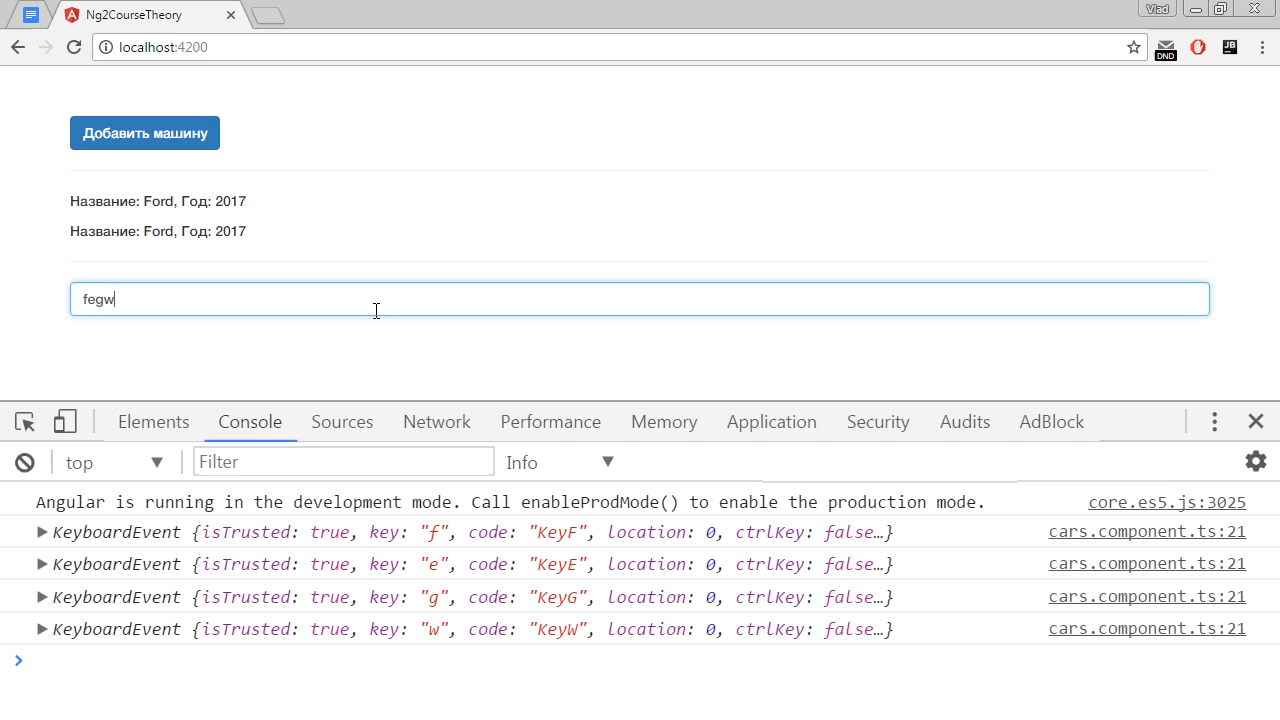 Ng2CourseTheory
Vlad
localhost:4200
DND
JB
Добавить машину
Название: Ford, Год: 2017
Название: Ford, Год: 2017
fegw
Elements Console Sources Network Performance Memory Application Security Audits AdBlock
top Filter Info
Angular is running in the development mode. Call enableProdMode() to enable the production mode. core.es5.js:3025
KeyboardEvent {isTrusted: true, key: "f", code: "KeyF", location: 0, ctrlKey: false…} cars.component.ts:21
KeyboardEvent {isTrusted: true, key: "e", code: "KeyE", location: 0, ctrlKey: false…} cars.component.ts:21
KeyboardEvent {isTrusted: true, key: "g", code: "KeyG", location: 0, ctrlKey: false…} cars.component.ts:21
KeyboardEvent {isTrusted: true, key: "w", code: "KeyW", location: 0, ctrlKey: false…} cars.component.ts:21